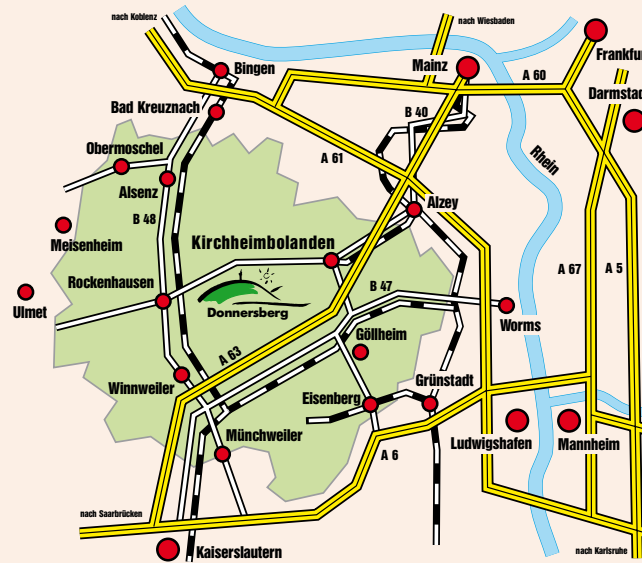 nach Koblenz
nach Wiesbaden
Frankfu
Bingen
Mainz
A 60
Darmstad
Bad Kreuznach
B 40
Obermoschel
A 61
Rhein
Alsenz
Alzey
B 48
Meisenheim
Kirchheimbolanden
A 67
A 5
Rockenhausen
B 47
Ulmet
Donnersberg
Worms
Göllheim
A 63
Winnweiler
Grünstadt
Eisenberg
Münchweiler
Ludwigshafen
Mannheim
A 6
nach Saarbrücken
Kaiserslautern
nach Karlsruhe